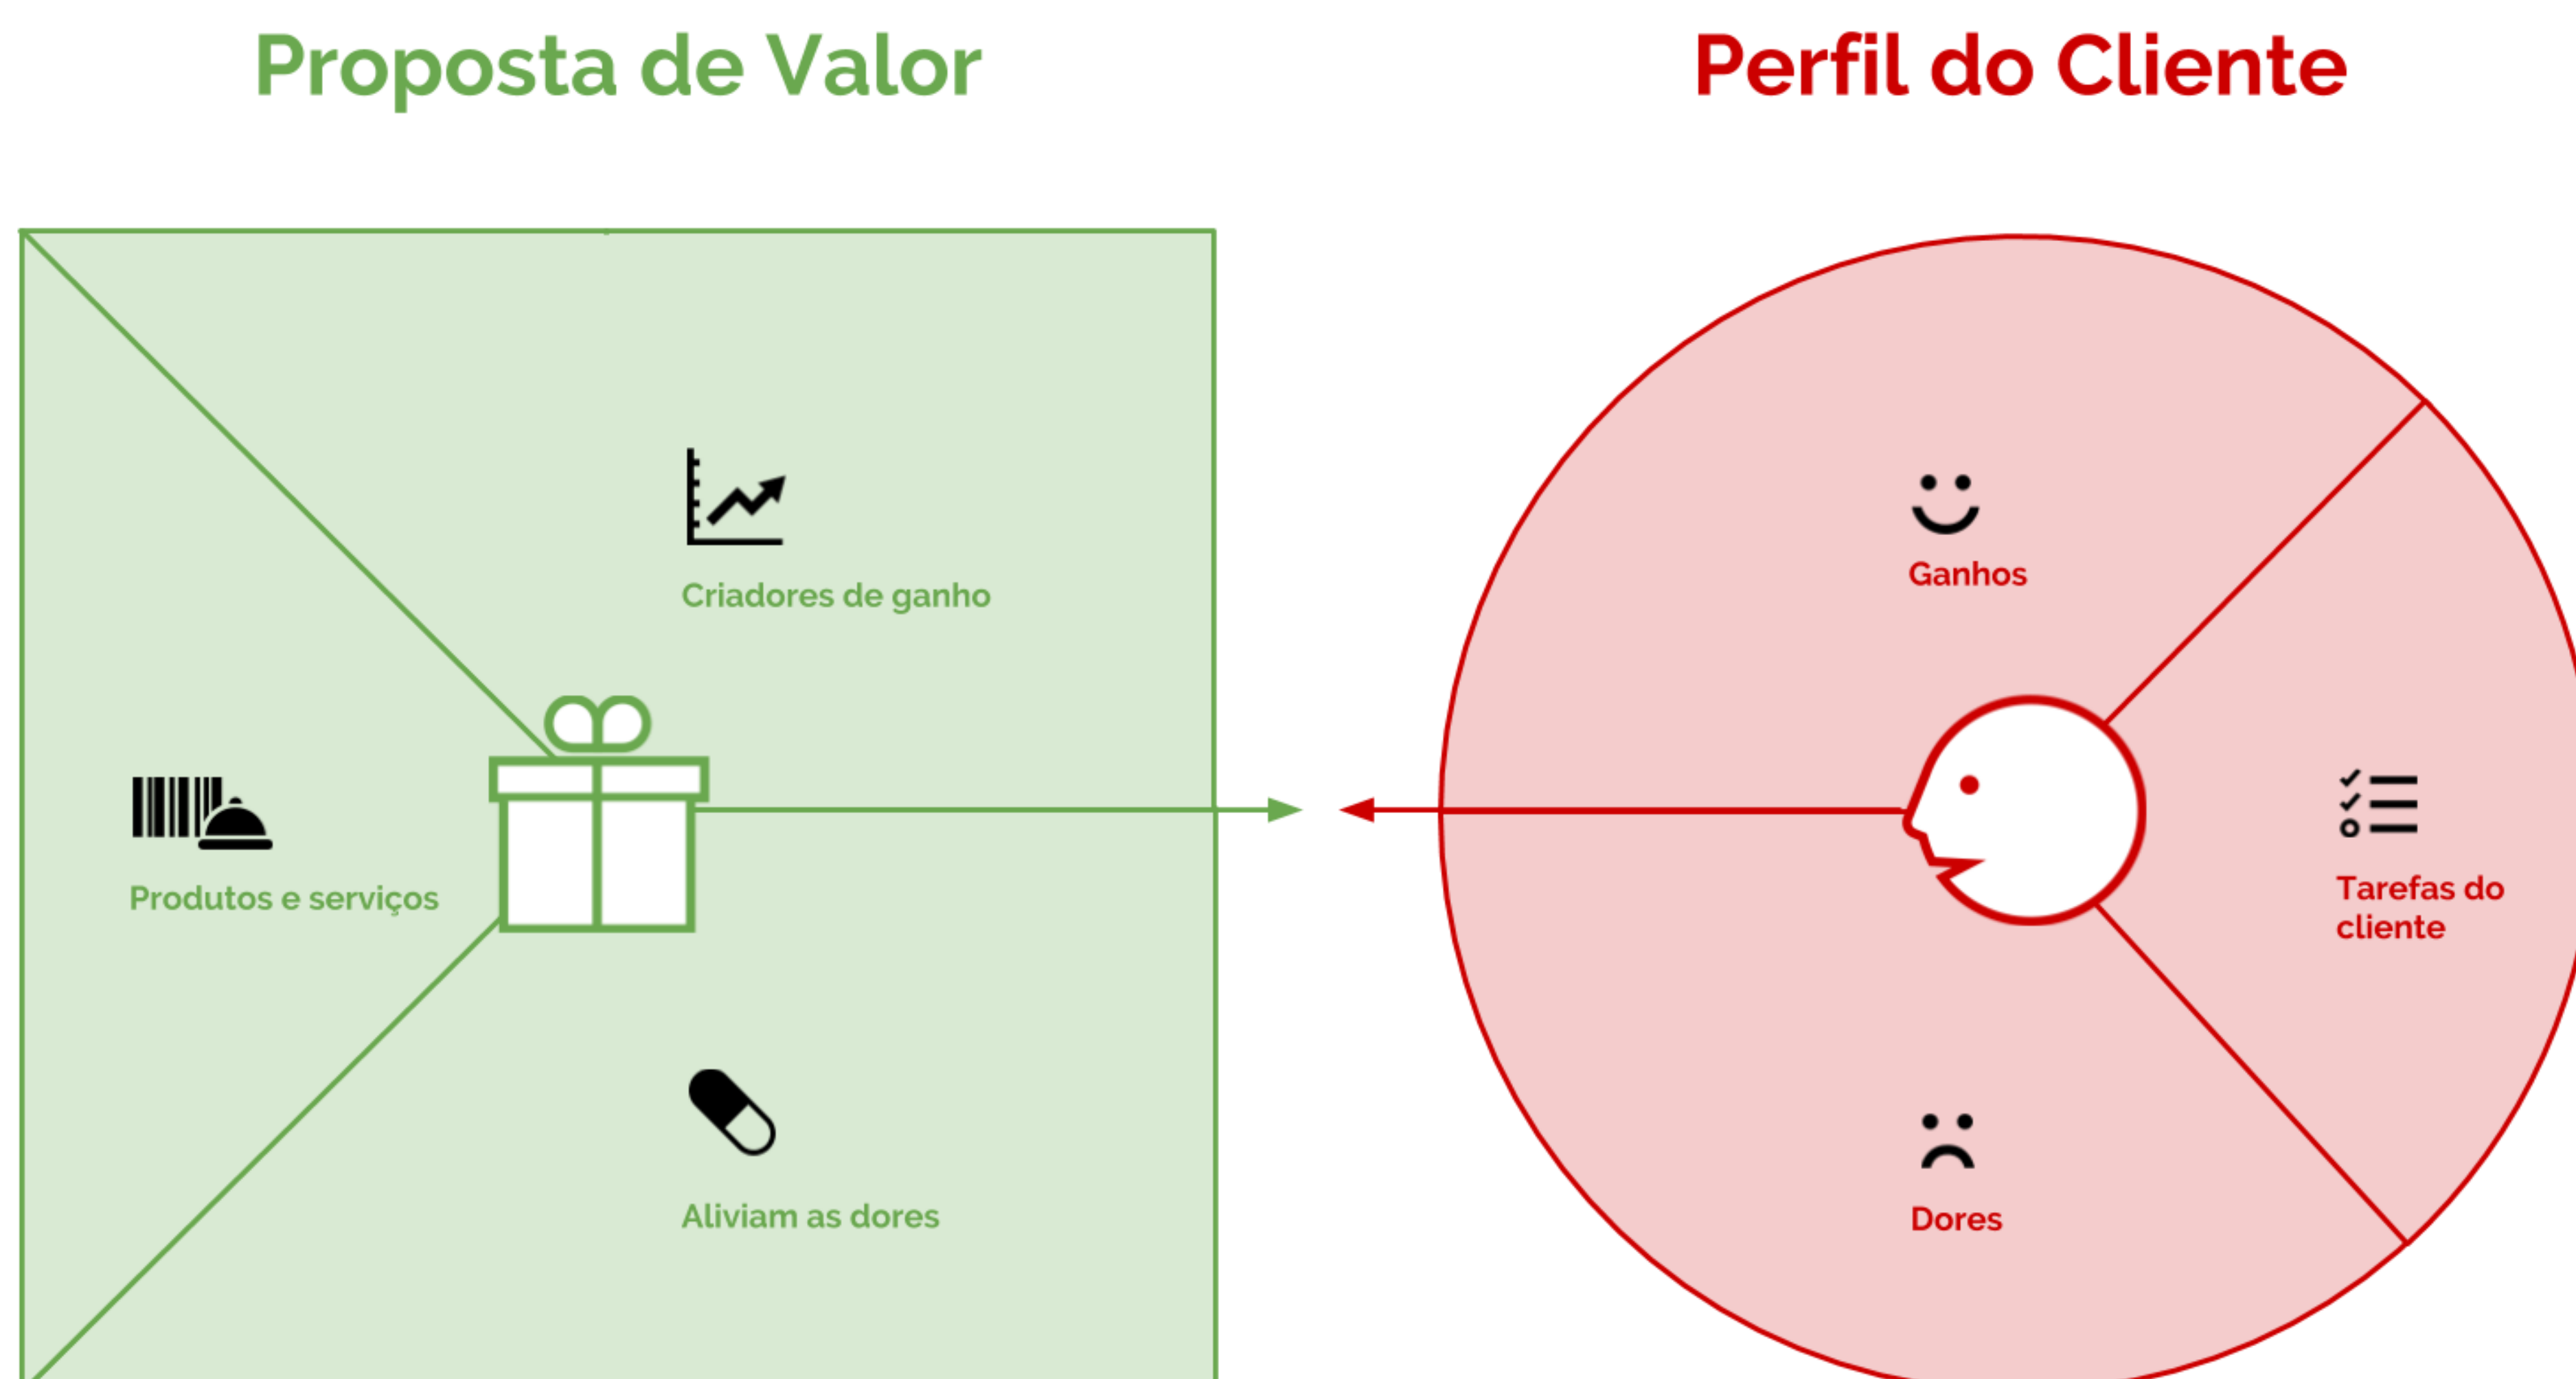 Proposta de Valor
Perfil do Cliente
Criadores de ganho
Produtos e serviços
Aliviam as dores
Ganhos
Tarefas do
cliente
Dores